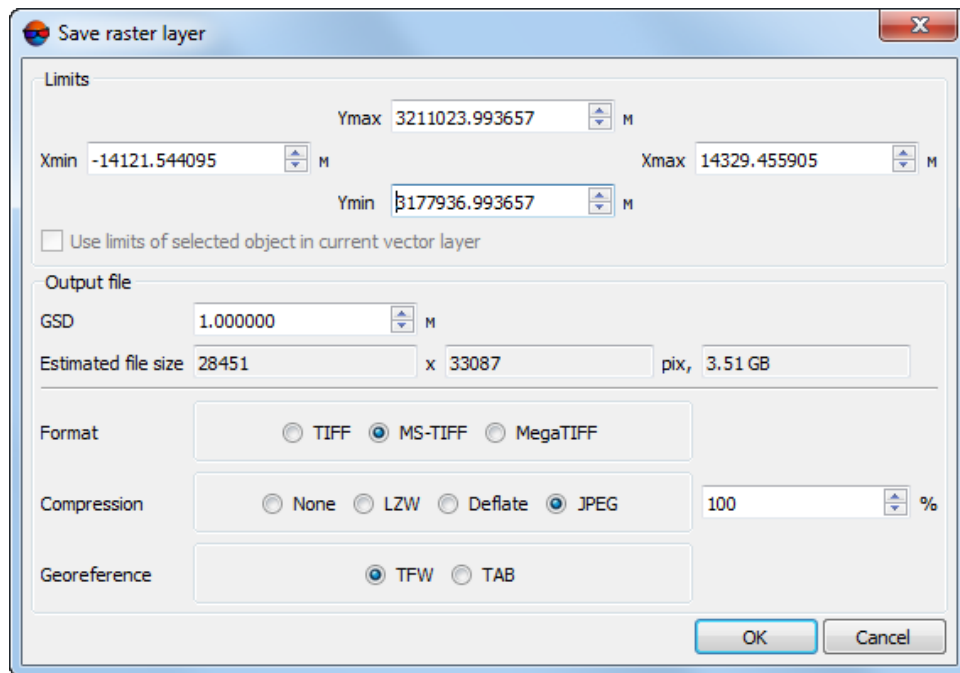 Save raster layer
Limits
Ymax 3211023.993657 м
Xmin -14121.544095 м Xmax 14329.455905 м
Ymin 3177936.993657 м
Use limits of selected object in current vector layer
Output file
GSD 1.000000 м
Estimated file size 28451 x 33087 pix, 3.51 GB
Format TIFF MS-TIFF MegaTIFF
Compression None LZW Deflate JPEG 100 %
Georeference TFW TAB
OK Cancel